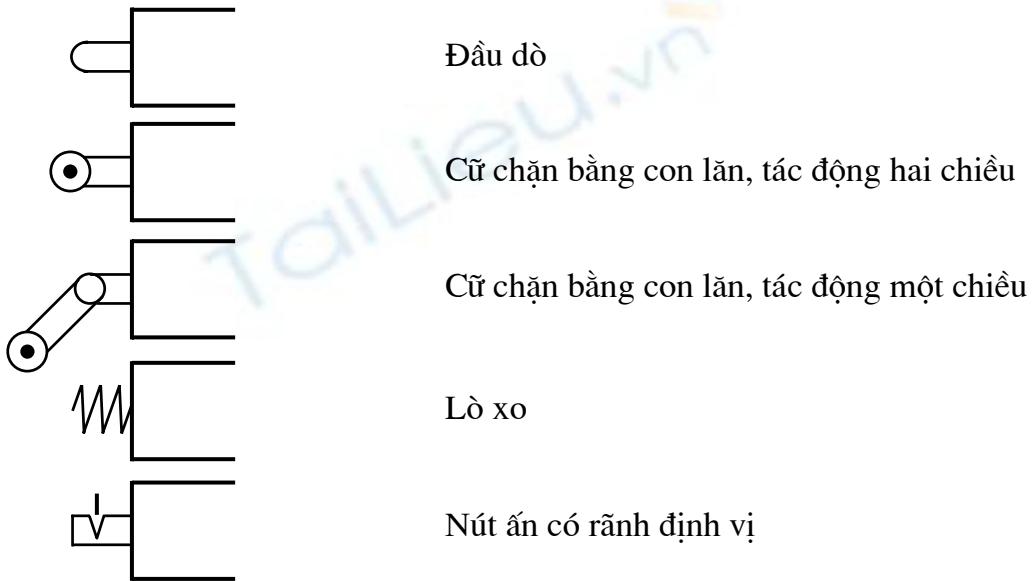 Đầu dò
Cữ chặn bằng con lăn, tác động hai chiều
Cữ chặn bằng con lăn, tác động một chiều
Lò xo
Nút ấn có rãnh định vị
TaiLieu.vn